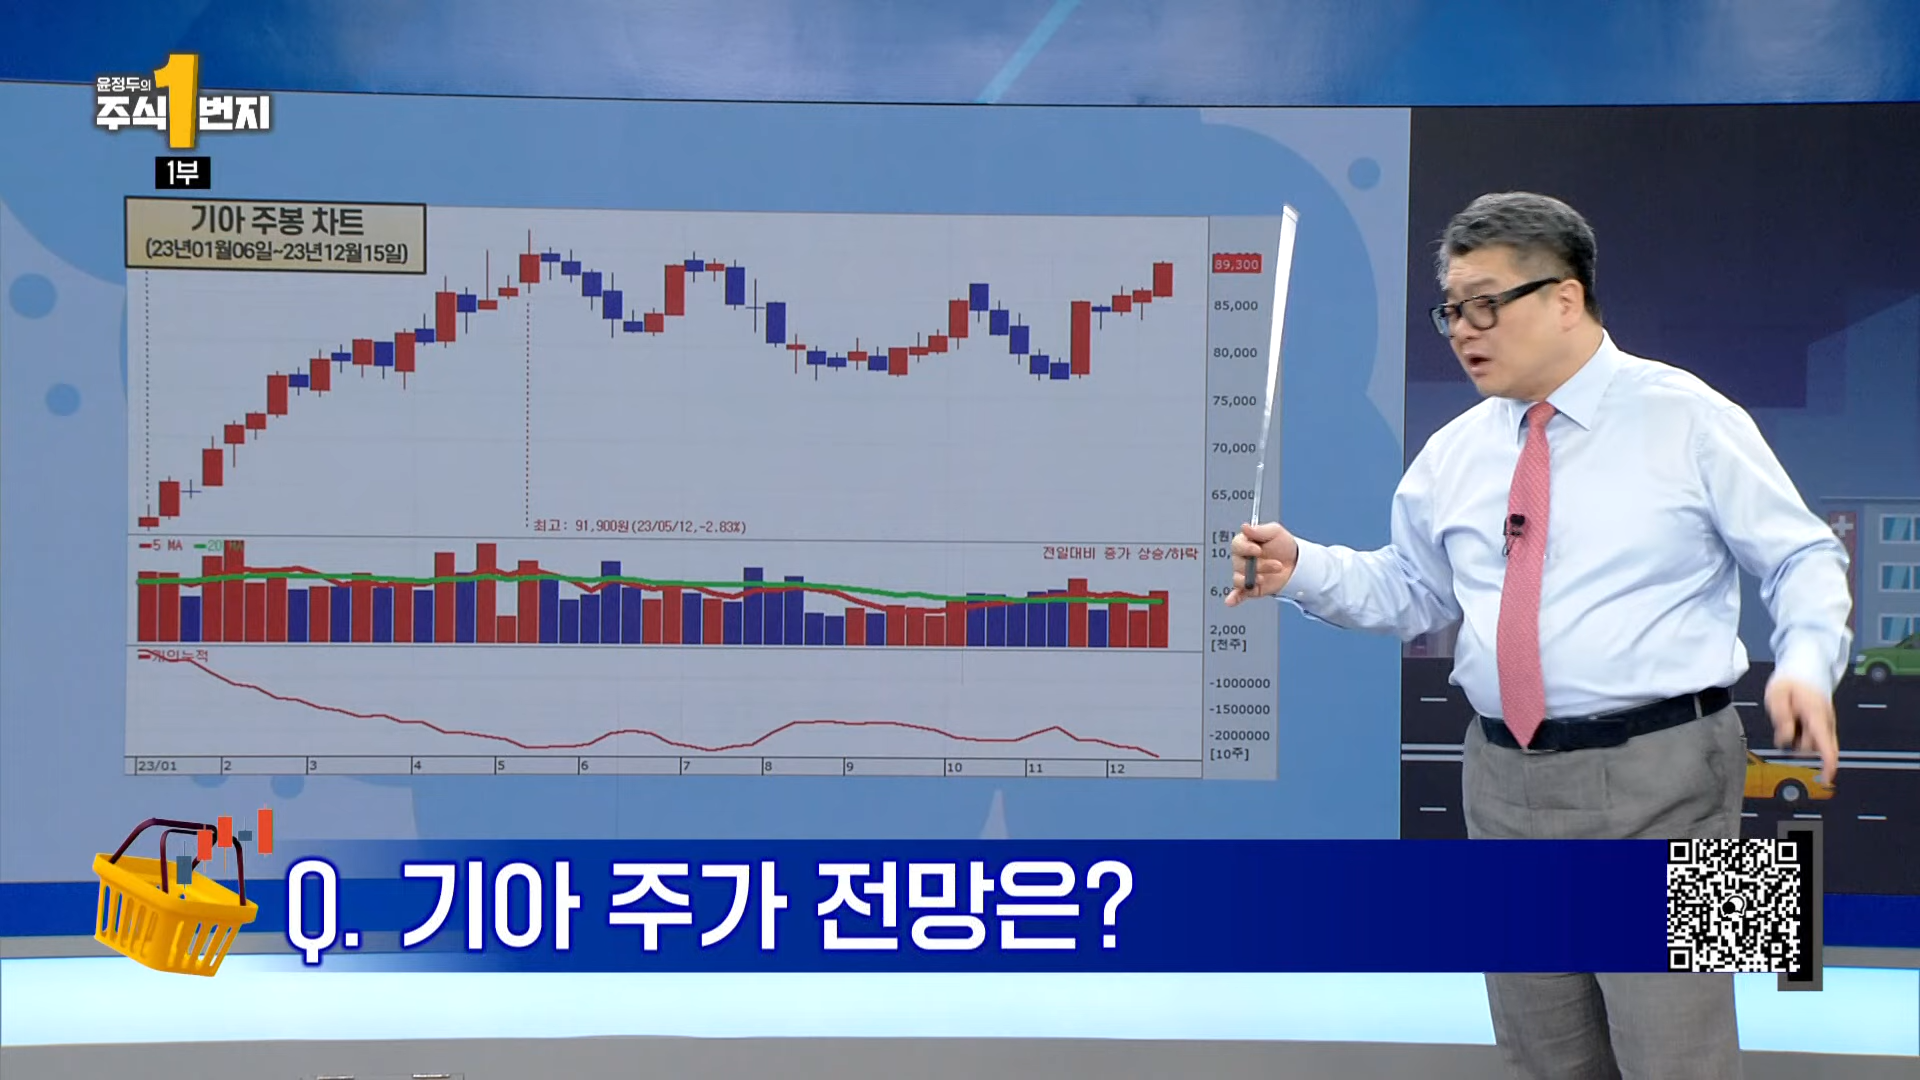 윤정두의
주식1번지
1부
기아 주봉 차트
(23년01월06일~23년12월15일)
89,300
85,000
80,000
75,000
70,000
65,000
최고: 91,900원(23/05/12,-2.83%)
5 MA 20
전일대비 증가 상승/하락
2,000
[천주]
개인누적
-1000000
-1500000
-2000000
[10주]
23/01 2 3 4 5 6 7 8 9 10 11 12
Q. 기아 주가 전망은?